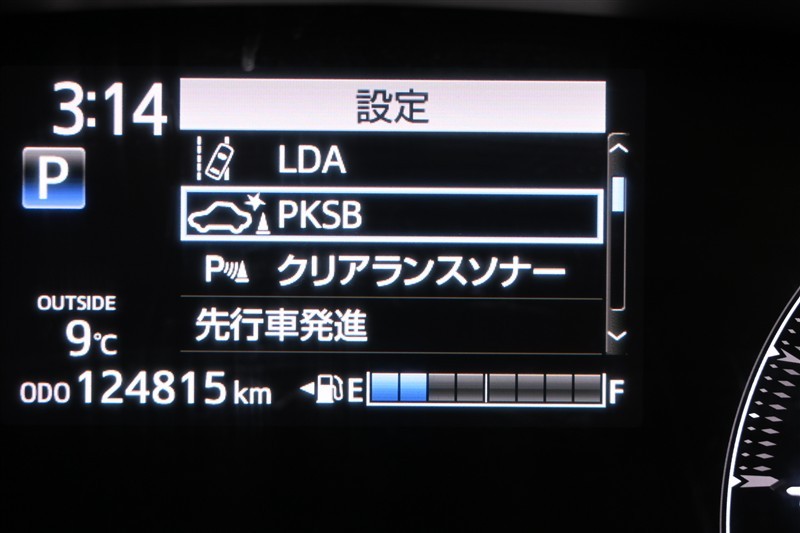 3:14
設定
P
LDA
PKSB
P クリアランスソナー
先行車発進
OUTSIDE
9℃
ODO 124815 km
E F